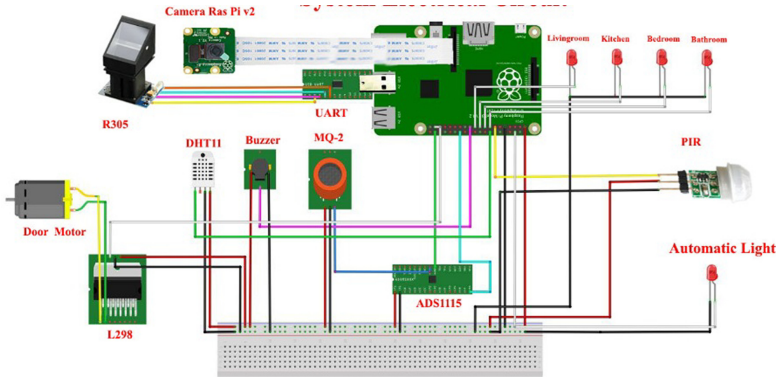 Camera Ras Pi v2
Livingroom
Kitchen
Bedroom
Bathroom
R305
UART
DHT11
Buzzer
MQ-2
PIR
Door Motor
Automatic Light
ADS1115
L298